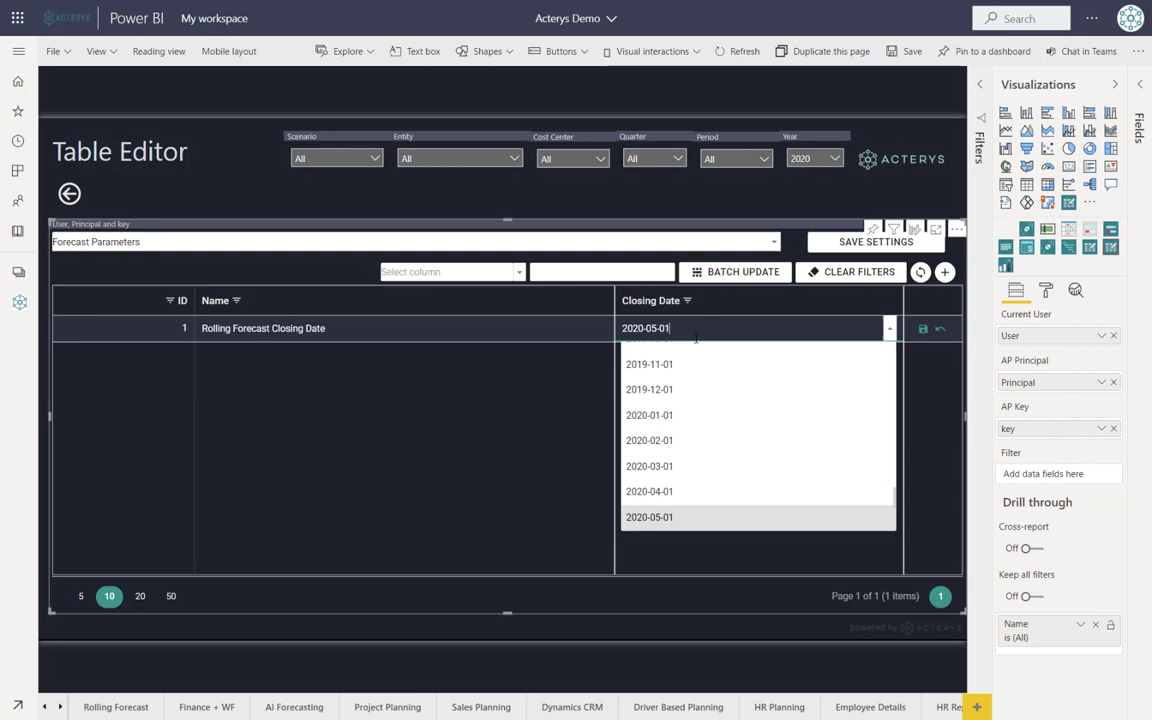 ACTERYS Power BI My workspace Acterys Demo Search
File View Reading view Mobile layout Explore Text box Shapes Buttons Visual interactions Refresh Duplicate this page Save Pin to a dashboard Chat in Teams
Visualizations
Filters
Fields
Table Editor
Scenario Entity Cost Center Quarter Period Year
All All All All All 2020 ACTERYS
User, Principal and key
Forecast Parameters SAVE SETTINGS
Select column BATCH UPDATE CLEAR FILTERS
ID Name Closing Date
1 Rolling Forecast Closing Date 2020-05-01
2019-11-01
2019-12-01
2020-01-01
2020-02-01
2020-03-01
2020-04-01
2020-05-01
5 10 20 50 Page 1 of 1 (1 items) 1
powered by ACTERYS
Current User
User
AP Principal
Principal
AP Key
key
Filter
Add data fields here
Drill through
Cross-report
Off
Keep all filters
Off
Name
is (All)
Rolling Forecast Finance + WF AI Forecasting Project Planning Sales Planning Dynamics CRM Driver Based Planning HR Planning Employee Details HR Re